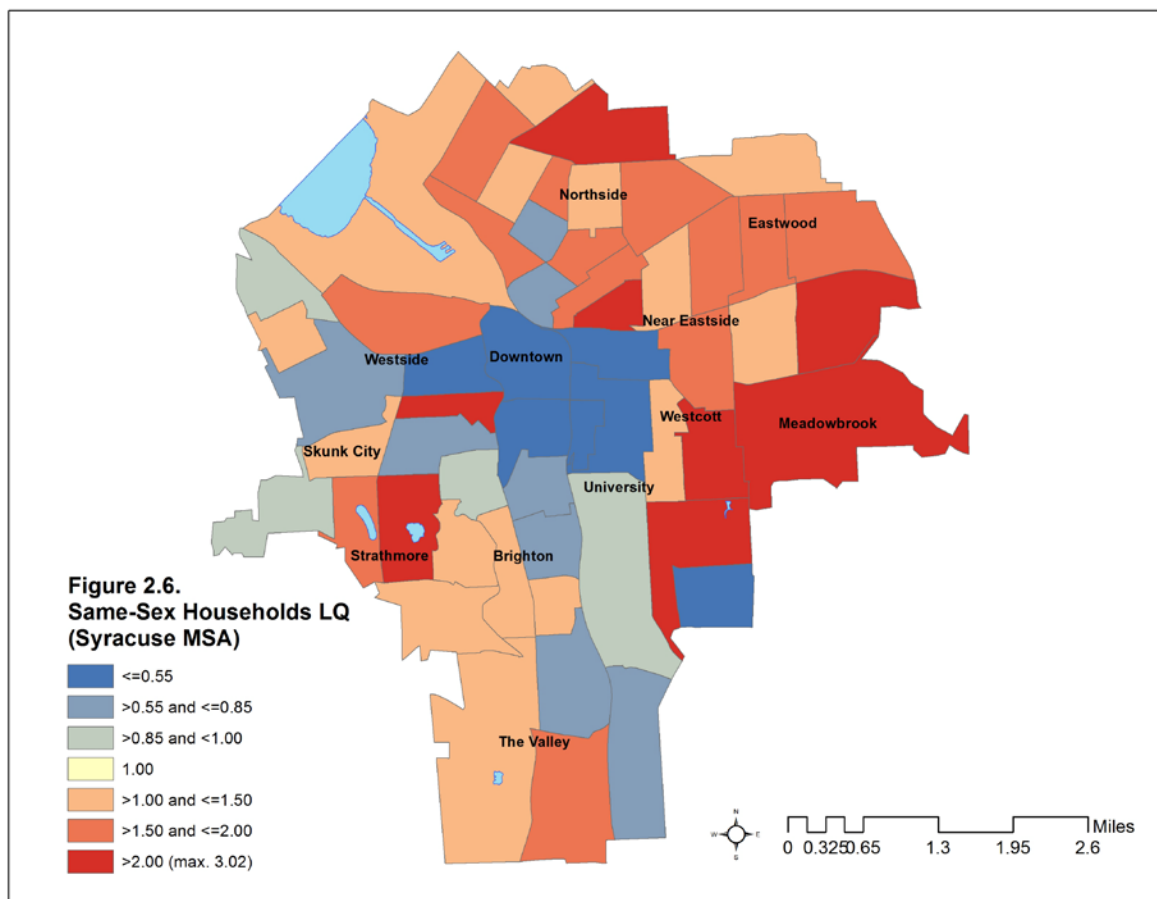 Northside
Eastwood
Near Eastside
Westside
Downtown
Westcott
Meadowbrook
Skunk City
University
Strathmore
Brighton
The Valley
Figure 2.6.
Same-Sex Households LQ
(Syracuse MSA)
<=0.55
>0.55 and <=0.85
>0.85 and <1.00
1.00
>1.00 and <=1.50
>1.50 and <=2.00
>2.00 (max. 3.02)
N
W E
S
Miles
0 0.325 0.65 1.3 1.95 2.6